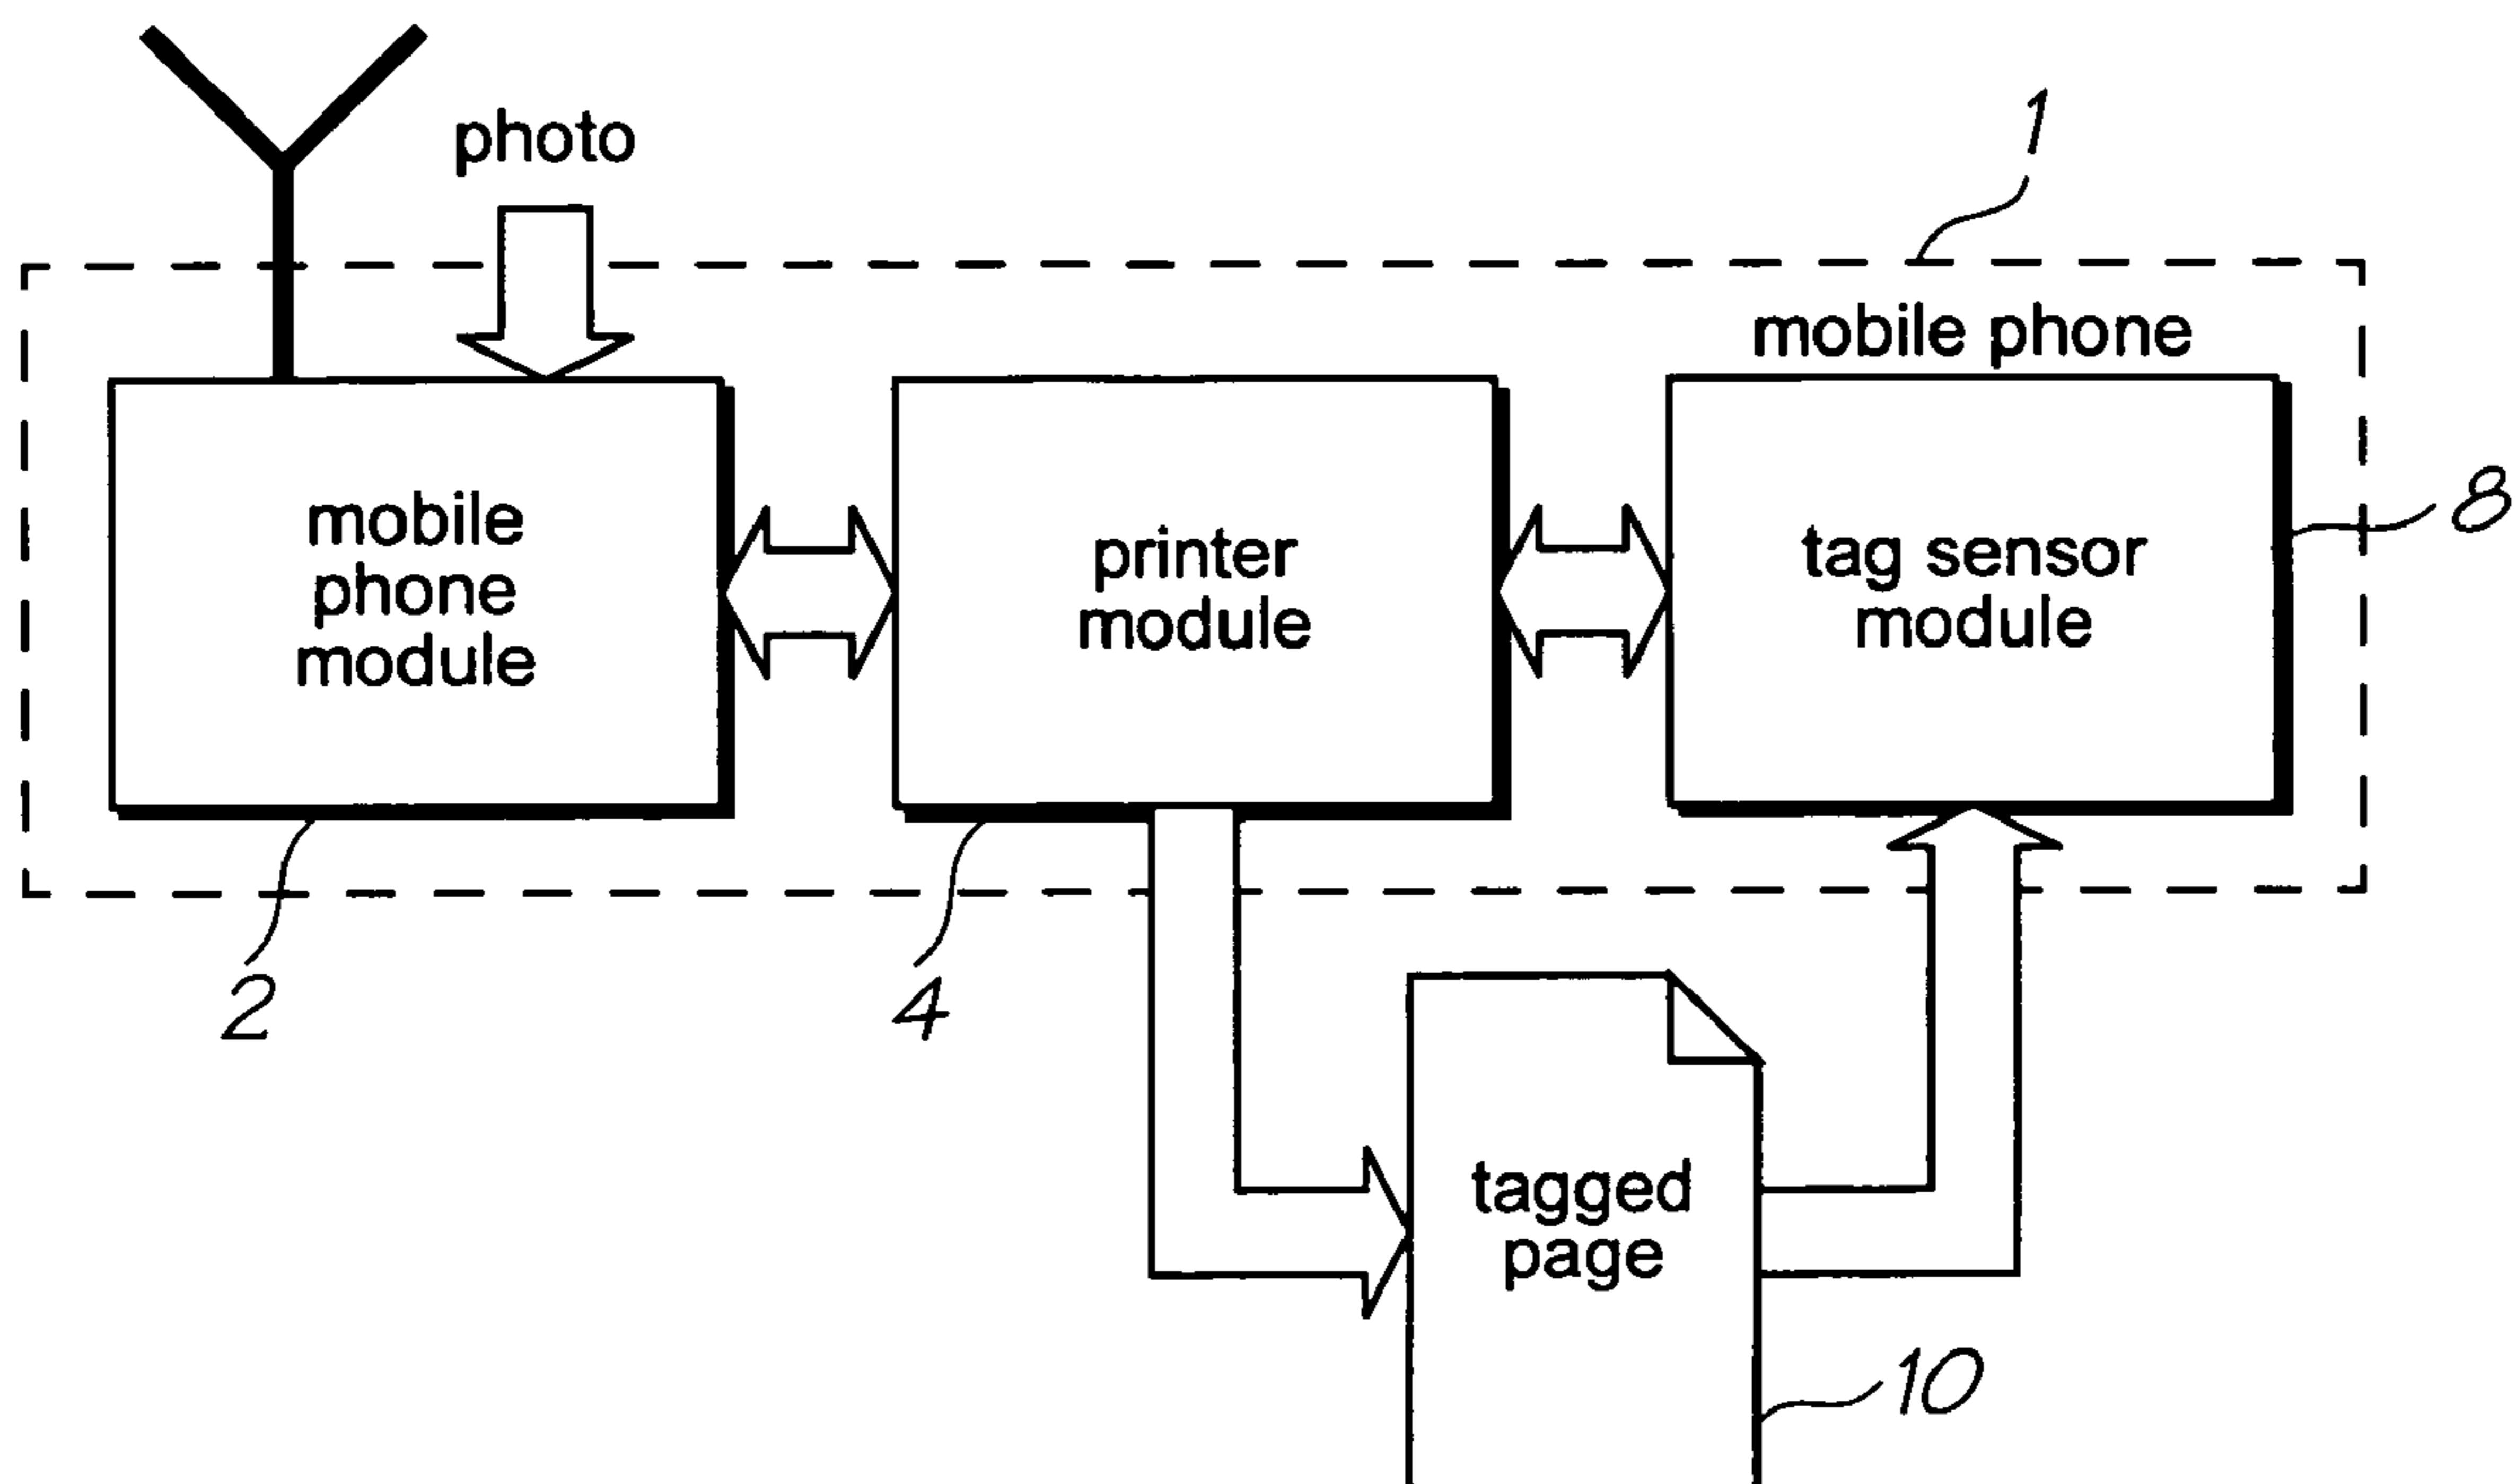 photo
1
mobile phone
mobile
phone
module
printer
module
tag sensor
module
8
2
4
tagged
page
10